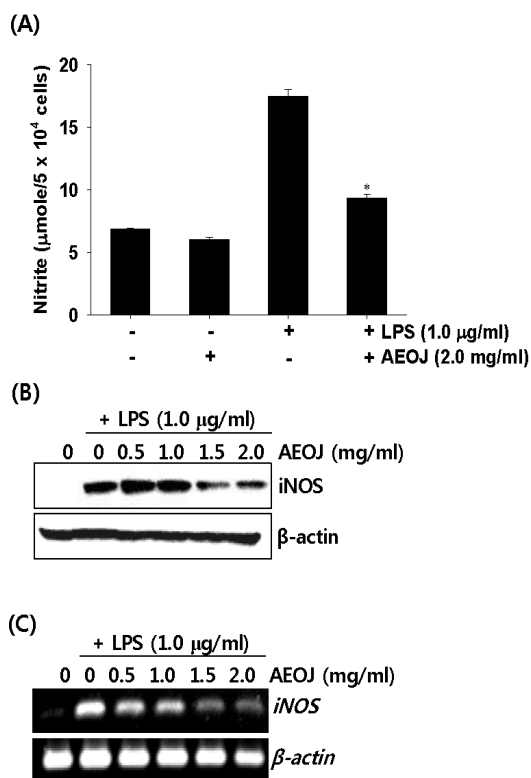 (A)
Nitrite (μmole/5 x 10⁴ cells)
20
15
10
5
0
*
- - + + LPS (1.0 μg/ml)
- + - + AEOJ (2.0 mg/ml)
(B)
+ LPS (1.0 μg/ml)
0 0 0.5 1.0 1.5 2.0 AEOJ (mg/ml)
iNOS
β-actin
(C)
+ LPS (1.0 μg/ml)
0 0 0.5 1.0 1.5 2.0 AEOJ (mg/ml)
iNOS
β-actin